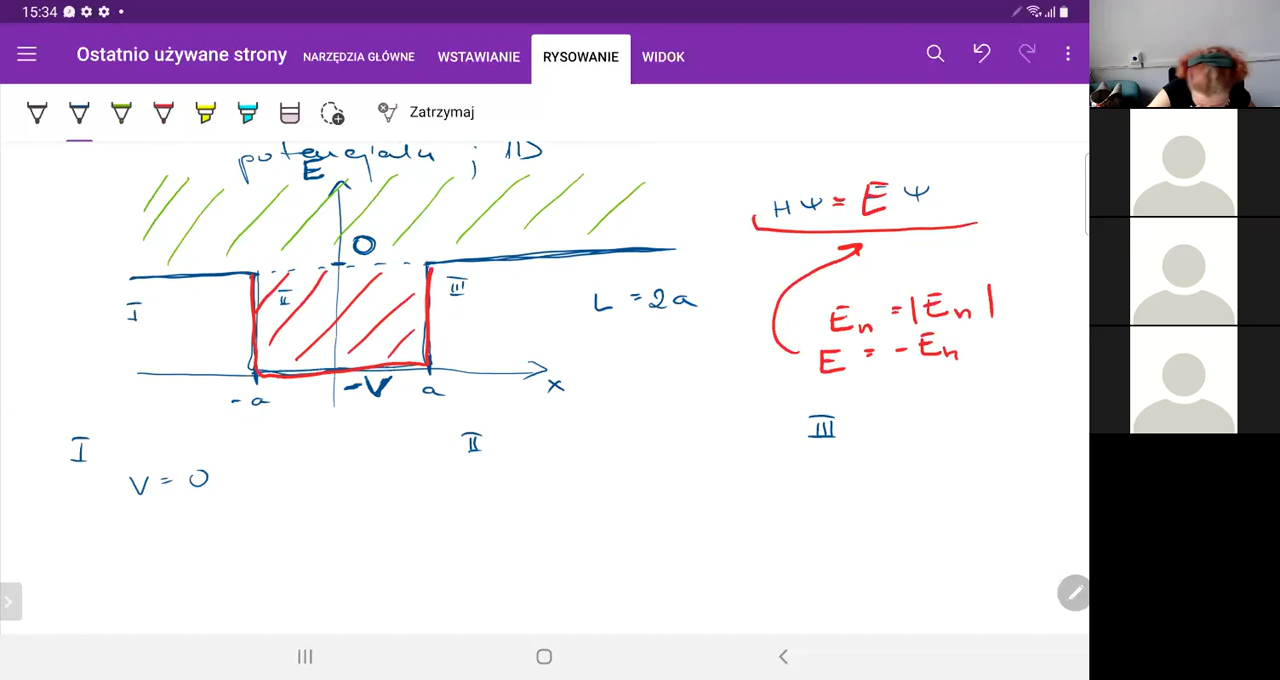 15:34
Ostatnio używane strony NARZĘDZIA GŁÓWNE WSTAWIANIE RYSOWANIE WIDOK
Zatrzymaj
potencjału ; 1D
E
O
I
II
III
L = 2a
-a
-V
a
x
HΨ = EΨ
En = |En|
E = - En
I
II
III
V = 0